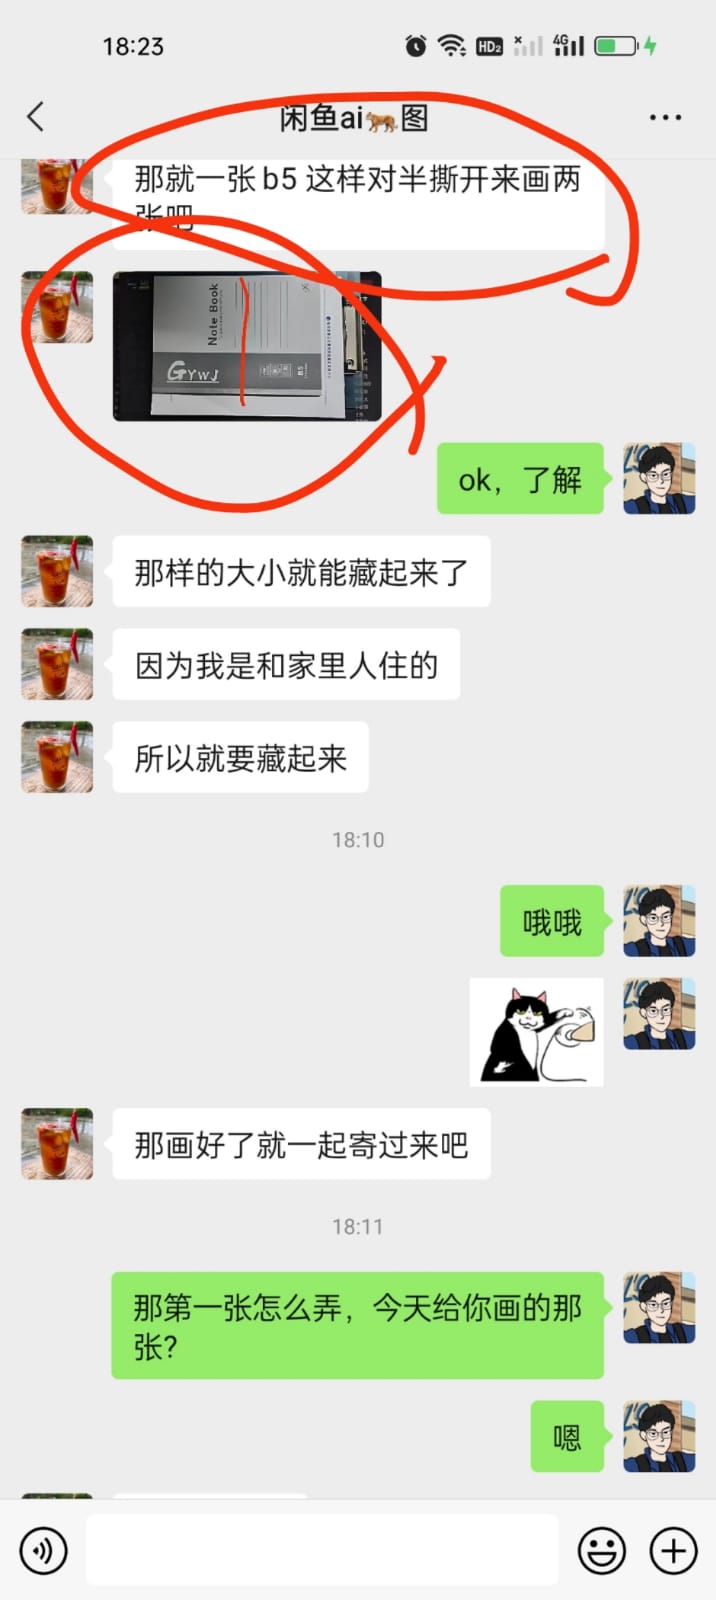 18:23
HD2
4G
闲鱼ai🐅图
那就一张b5这样对半撕开来画两
张吧
Note Book
GYWJ
B5
ok，了解
那样的大小就能藏起来了
因为我是和家里人住的
所以就要藏起来
18:10
哦哦
那画好了就一起寄过来吧
18:11
那第一张怎么弄，今天给你画的那
张？
嗯